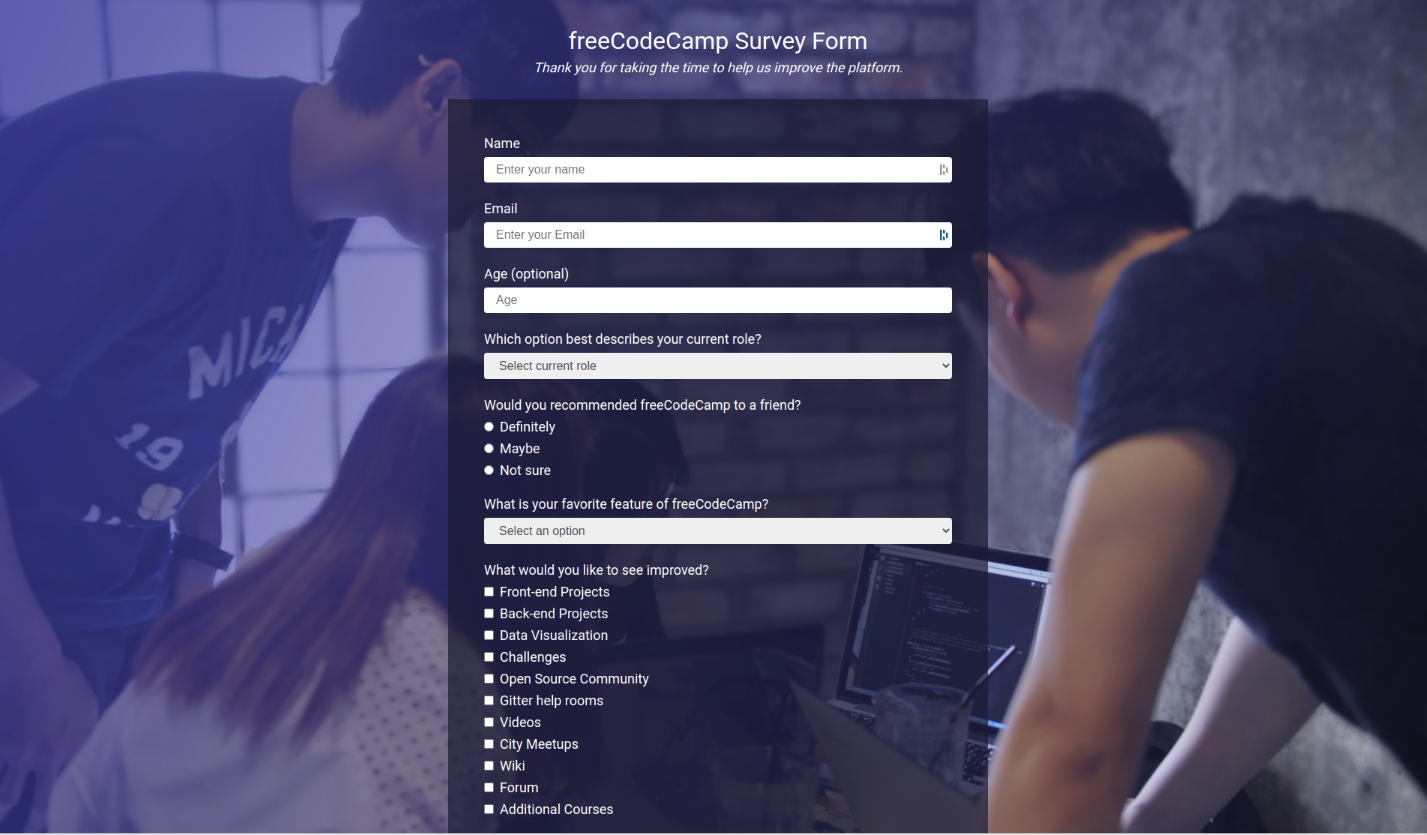 freeCodeCamp Survey Form
Thank you for taking the time to help us improve the platform.
Name
Enter your name
Email
Enter your Email
Age (optional)
Age
Which option best describes your current role?
Select current role
Would you recommended freeCodeCamp to a friend?
Definitely
Maybe
Not sure
What is your favorite feature of freeCodeCamp?
Select an option
What would you like to see improved?
Front-end Projects
Back-end Projects
Data Visualization
Challenges
Open Source Community
Gitter help rooms
Videos
City Meetups
Wiki
Forum
Additional Courses
MICH
19